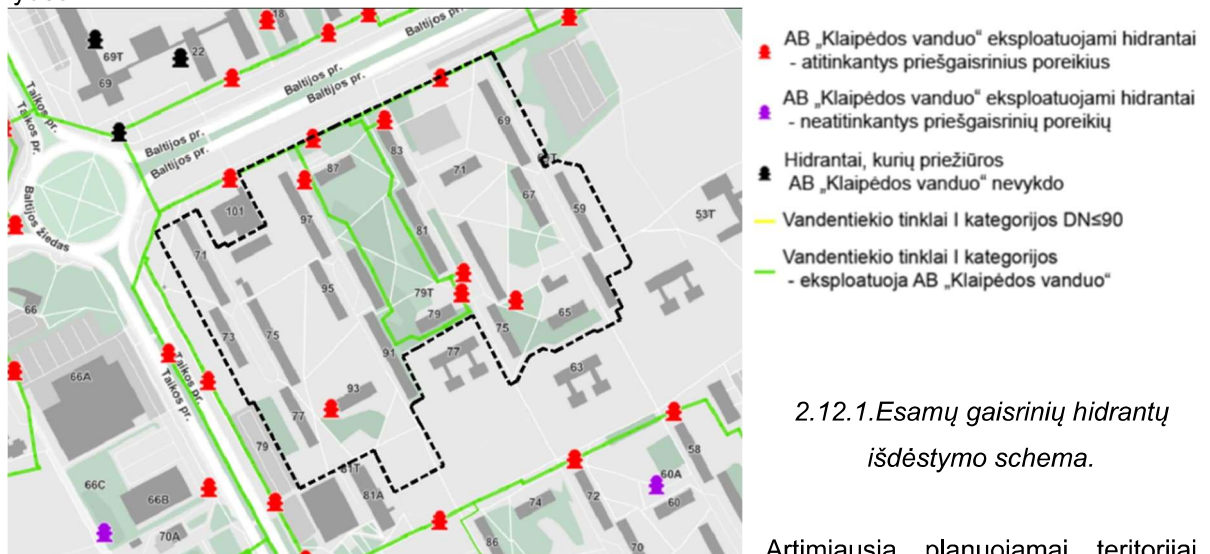 18
69T
22
69
Baltijos pr.
Baltijos pr.
Taikos pr.
Taikos pr.
Baltijos pr.
Baltijos pr.
69
83
87
71
67
59
101
97
53T
Baltijos žiedas
81
71
95
79T
66
79
65
75
73
75
91
77
63
Taikos pr.
Taikos pr.
66A
93
77
79
58
81T
60A
66C
81A
66B
74
72
60
70A
86
70
AB „Klaipėdos vanduo“ eksploatuojami hidrantai
- atitinkantys priešgaisrinius poreikius
AB „Klaipėdos vanduo“ eksploatuojami hidrantai
- neatitinkantys priešgaisrinių poreikių
Hidrantai, kurių priežiūros
AB „Klaipėdos vanduo“ nevykdo
Vandentiekio tinklai I kategorijos DN≤90
Vandentiekio tinklai I kategorijos
- eksploatuoja AB „Klaipėdos vanduo“
2.12.1.Esamų gaisrinių hidrantų
išdėstymo schema.
Artimiausia planuojamai teritorijai